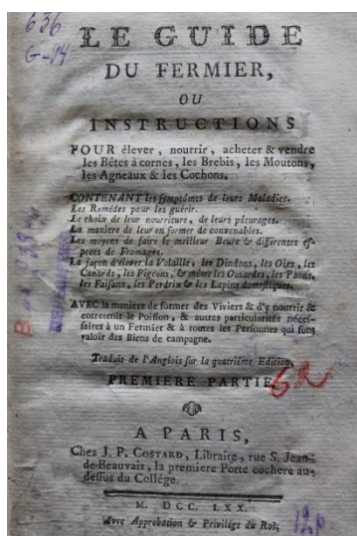 636
G-94
LE GUIDE
DU FERMIER,
OU
INSTRUCTIONS
POUR élever, nourrir, acheter & vendre
les Bêtes à cornes, les Brebis, les Moutons,
les Agneaux & les Cochons.
CONTENANT les symptômes de leurs Maladies.
Les Remèdes pour les guérir.
Le choix de leur nourriture, de leurs pâturages.
La maniere de leur en former de convenables.
Les moyens de faire le meilleur Beure & différentes es-
peces de Fromages.
La façon d'élever la Volaille, les Dindons, les Oies, les
Canards, les Pigeons, & même les Outardes, les Paons,
les Faisans, les Perdrix & les Lapins domestiques.
AVEC la maniere de former des Viviers & d'y nourrir &
entretenir le Poisson, & autres particularités néces-
saires à un Fermier & à toutes les Personnes qui font
valoir des Biens de campagne.
Traduit de l'Anglois sur la quatrième Edition.
PREMIERE PARTIE
A PARIS,
Chez J. P. COSTARD, Libraire, rue S. Jean-
de-Beauvais, la premiere Porte cochere au-
dessus du Collége.
M. DCC. LXX.
Avec Approbation & Privilége du Roi,